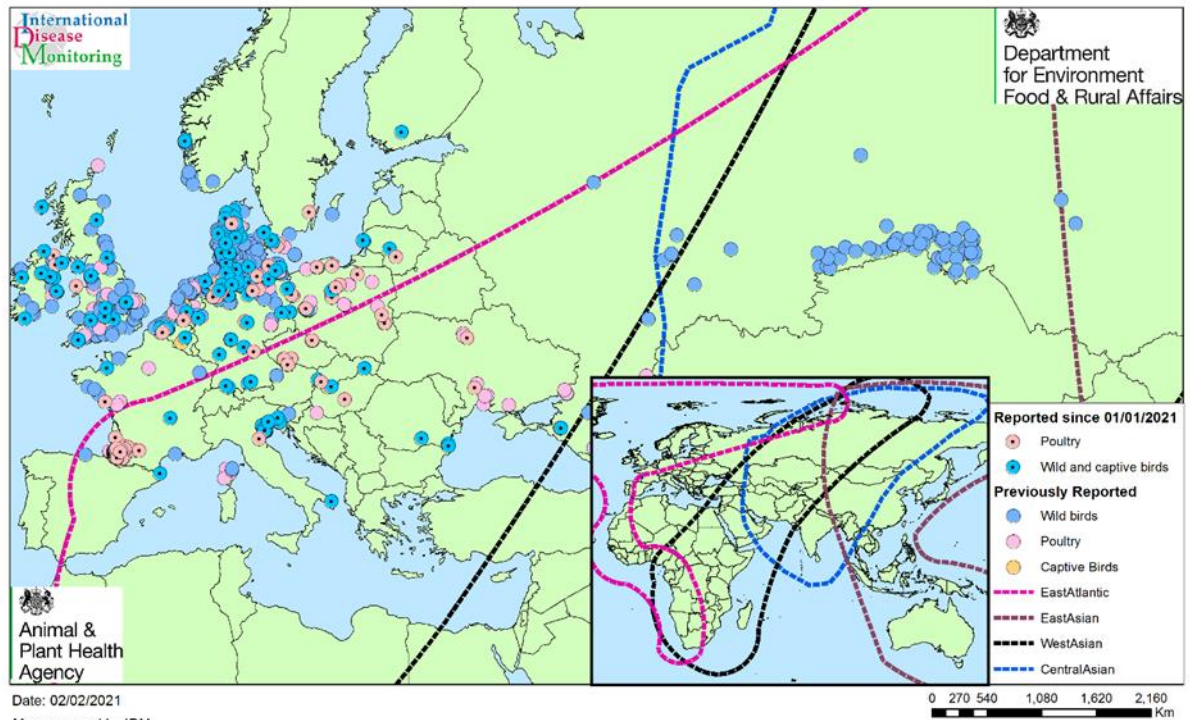 International
Disease
Monitoring
Department
for Environment
Food & Rural Affairs
Reported since 01/01/2021
Poultry
Wild and captive birds
Previously Reported
Wild birds
Poultry
Captive Birds
EastAtlantic
EastAsian
WestAsian
CentralAsian
Animal &
Plant Health
Agency
Date: 02/02/2021
0 270 540 1,080 1,620 2,160
Km